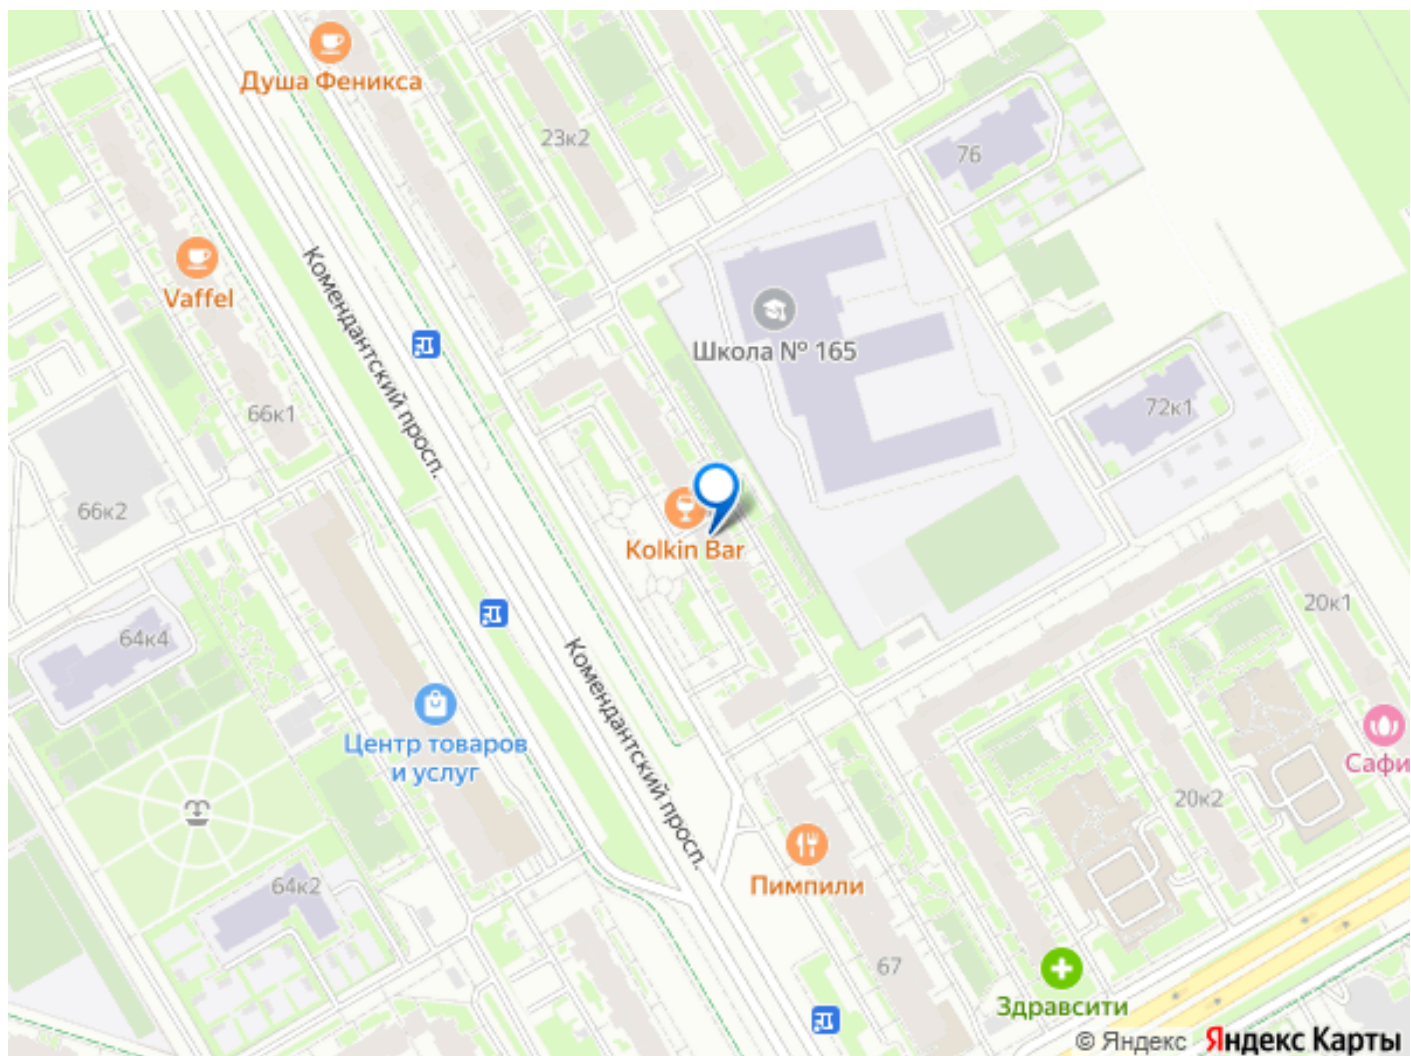 Душа Феникса
23к2
76
Vaffel
Комендантский просп.
Школа № 165
66к1
72к1
66к2
Kolkin Bar
20к1
64к4
Комендантский просп.
Центр товаров
и услуг
Сафи
20к2
Пимпили
64к2
67
Здравсити
© Яндекс Яндекс Карты